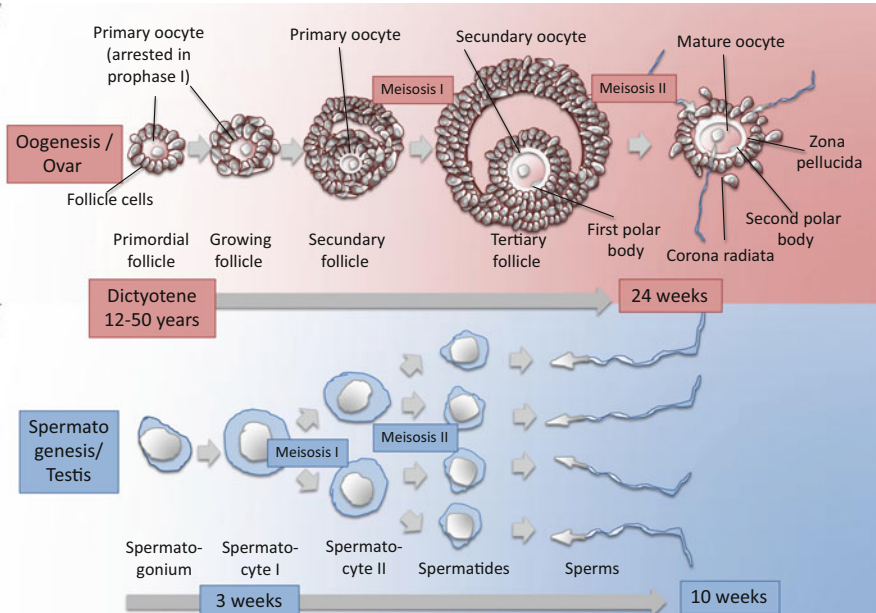 Primary oocyte
(arrested in
prophase I)
Primary oocyte
Secundary oocyte
Mature oocyte
Meisosis I
Meisosis II
Oogenesis /
Ovar
Zona
pellucida
Follicle cells
First polar
body
Second polar
body
Corona radiata
Primordial
follicle
Growing
follicle
Secundary
follicle
Tertiary
follicle
Dictyotene
12-50 years
24 weeks
Spermato
genesis/
Testis
Meisosis I
Meisosis II
Spermato-
gonium
Spermato-
cyte I
Spermato-
cyte II
Spermatides
Sperms
3 weeks
10 weeks